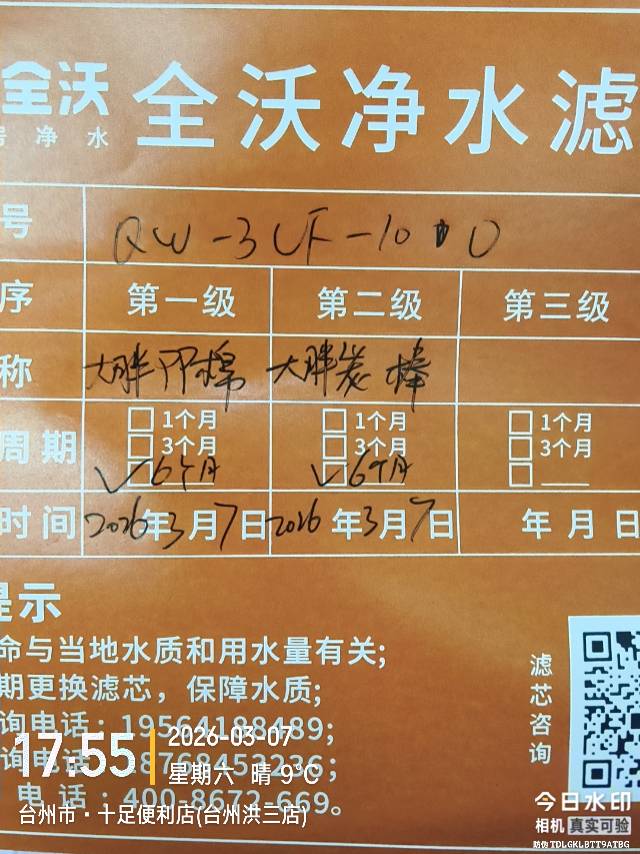 全沃
净水
全沃净水滤
号 QW-3UF-1000
序 第一级 第二级 第三级
称 大胖PP棉 大胖炭棒
周期 □1个月 □1个月 □1个月
□3个月 □3个月 □3个月
✓6个月 ✓6个月 □
时间 2026年3月7日 2026年3月7日 年 月 日
提示
命与当地水质和用水量有关;
期更换滤芯，保障水质;
询电话:19564188489;
询电话:18768453236;
电话:400-8672-669。
滤芯咨询
17:55
2026-03-07
星期六 晴 9℃
台州市·十足便利店(台州洪三店)
今日水印
相机 真实可验
防伪 TDLGKLBTT9ATBG